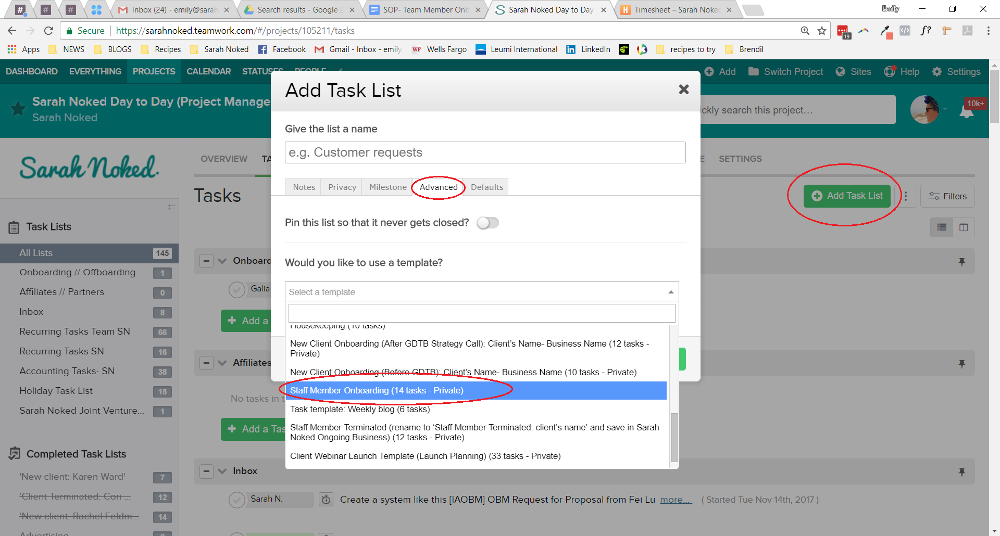 Inbox (24) - emily@sarah
Search results - Google D
SOP- Team Member Onb
Sarah Noked Day to Day
Timesheet – Sarah Noked
Emily
Secure
https://sarahnoked.teamwork.com/#/projects/105211/tasks
19
f?
Apps
NEWS
BLOGS
Recipes
Sarah Noked
Facebook
Gmail - Inbox - emily
WF
Wells Fargo
Leumi International
LinkedIn
recipes to try
Brendil
DASHBOARD
EVERYTHING
PROJECTS
CALENDAR
STATUSES
PEOPLE
Add
Switch Project
Sites
Help
Settings
Sarah Noked Day to Day (Project Manage
Sarah Noked
ickly search this project...
10k+
Sarah Noked.
OVERVIEW
TA
E
SETTINGS
Tasks
Add Task List
Filters
Task Lists
All Lists 145
Onboarding // Offboarding 1
Affiliates // Partners 0
Inbox 8
Recurring Tasks Team SN 66
Recurring Tasks SN 16
Accounting Tasks- SN 38
Holiday Task List 15
Sarah Noked Joint Venture... 1
Completed Task Lists
'New client: Karen Ward' 7
'Client Terminated: Cori ... 12
'New client: Rachel Feldm... 14
Advertising
Onboard
Galia
Add a
Affiliates
No tasks in t
Add a Tas
Inbox
Sarah N.
Create a system like this [IAOBM] OBM Request for Proposal from Fei Lu more... ( Started Tue Nov 14th, 2017 )
Add Task List
Give the list a name
e.g. Customer requests
Notes
Privacy
Milestone
Advanced
Defaults
Pin this list so that it never gets closed?
Would you like to use a template?
Select a template
Housekeeping (10 tasks)
New Client Onboarding (After GDTB Strategy Call): Client's Name- Business Name (12 tasks -
Private)
New Client Onboarding (Before GDTB): Client's Name- Business Name (10 tasks - Private)
Staff Member Onboarding (14 tasks - Private)
Task template: Weekly blog (6 tasks)
Staff Member Terminated (rename to 'Staff Member Terminated: client's name' and save in Sarah
Noked Ongoing Business) (12 tasks - Private)
Client Webinar Launch Template (Launch Planning) (33 tasks - Private)